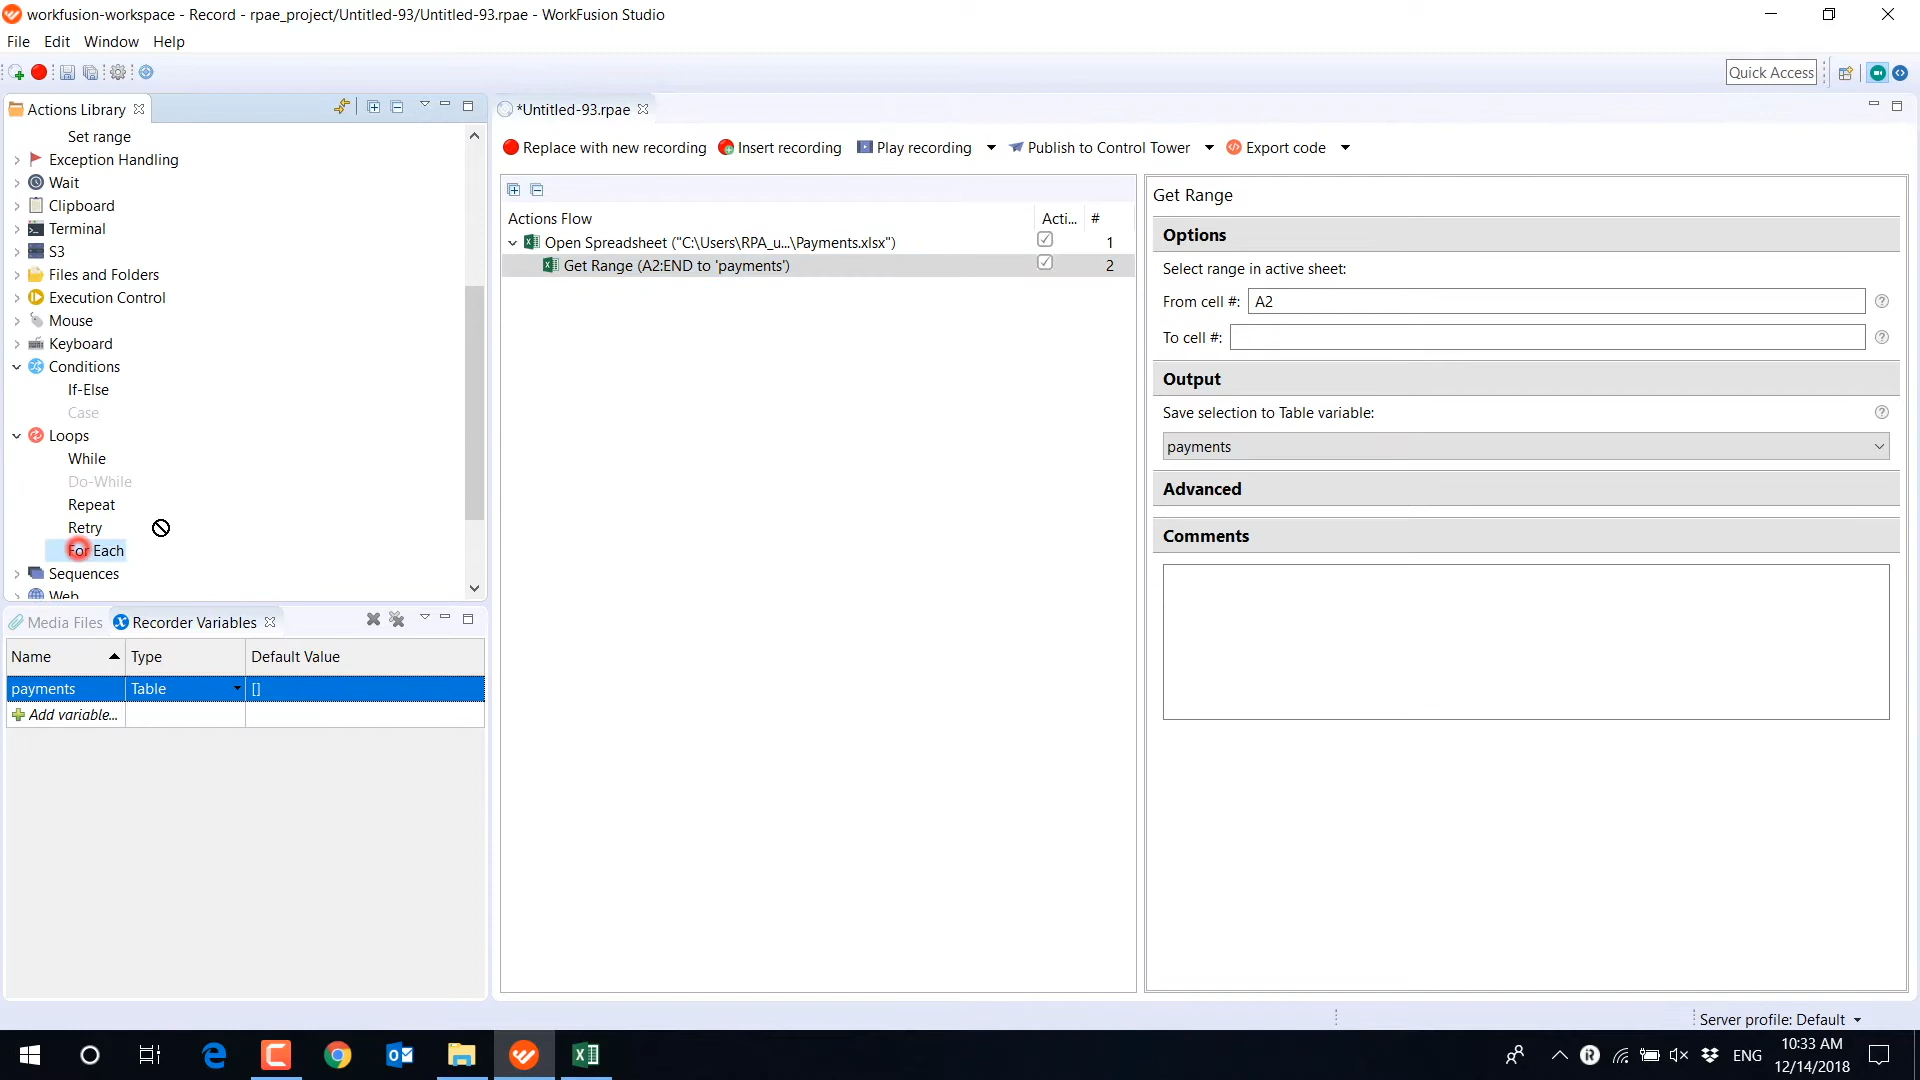 workfusion-workspace - Record - rpae_project/Untitled-93/Untitled-93.rpae - WorkFusion Studio
File Edit Window Help
Quick Access
Actions Library
Set range
Exception Handling
Wait
Clipboard
Terminal
S3
Files and Folders
Execution Control
Mouse
Keyboard
Conditions
If-Else
Case
Loops
While
Do-While
Repeat
Retry
For Each
Sequences
Web
Media Files Recorder Variables
Name Type Default Value
payments Table []
Add variable...
*Untitled-93.rpae
Replace with new recording Insert recording Play recording Publish to Control Tower Export code
Actions Flow Acti... #
Open Spreadsheet ("C:\Users\RPA_u...\Payments.xlsx") 1
Get Range (A2:END to 'payments') 2
Get Range
Options
Select range in active sheet:
From cell #: A2
To cell #:
Output
Save selection to Table variable:
payments
Advanced
Comments
Server profile: Default
ENG
10:33 AM
12/14/2018